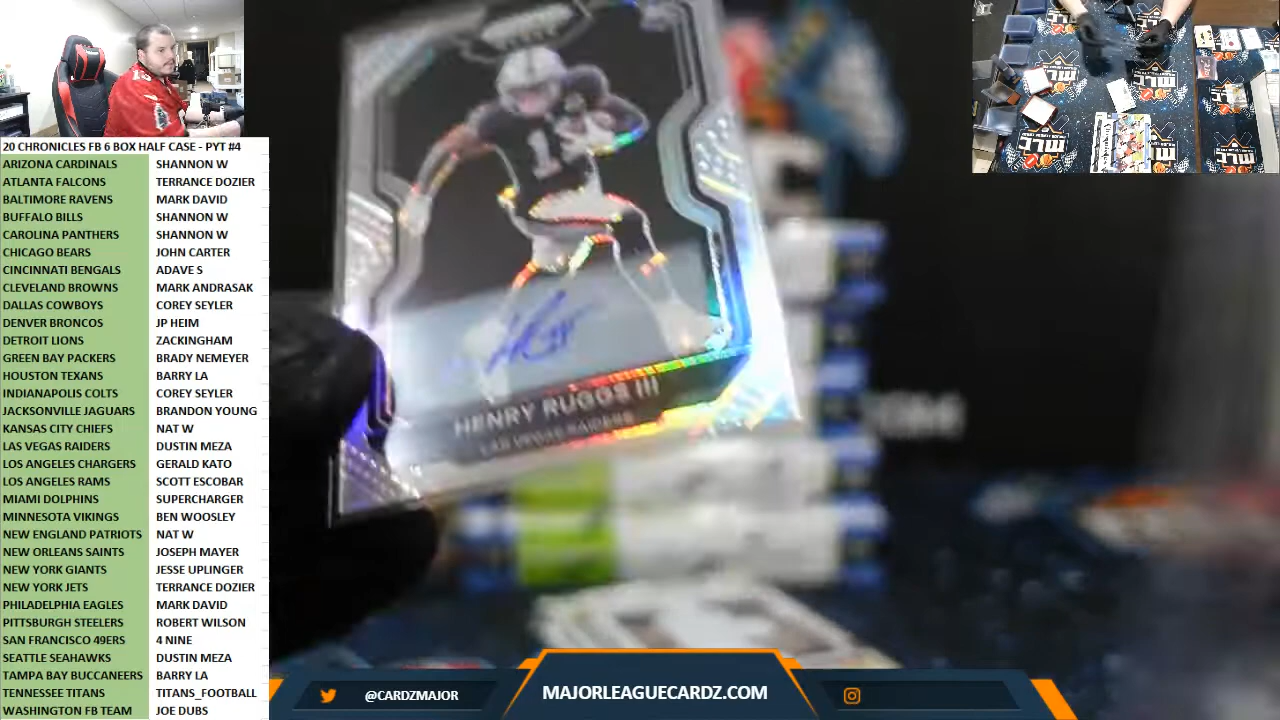 20 CHRONICLES FB 6 BOX HALF CASE - PYT #4
ARIZONA CARDINALS SHANNON W
ATLANTA FALCONS TERRANCE DOZIER
BALTIMORE RAVENS MARK DAVID
BUFFALO BILLS SHANNON W
CAROLINA PANTHERS SHANNON W
CHICAGO BEARS JOHN CARTER
CINCINNATI BENGALS ADAVE S
CLEVELAND BROWNS MARK ANDRASAK
DALLAS COWBOYS COREY SEYLER
DENVER BRONCOS JP HEIM
DETROIT LIONS ZACKINGHAM
GREEN BAY PACKERS BRADY NEMEYER
HOUSTON TEXANS BARRY LA
INDIANAPOLIS COLTS COREY SEYLER
JACKSONVILLE JAGUARS BRANDON YOUNG
KANSAS CITY CHIEFS NAT W
LAS VEGAS RAIDERS DUSTIN MEZA
LOS ANGELES CHARGERS GERALD KATO
LOS ANGELES RAMS SCOTT ESCOBAR
MIAMI DOLPHINS SUPERCHARGER
MINNESOTA VIKINGS BEN WOOSLEY
NEW ENGLAND PATRIOTS NAT W
NEW ORLEANS SAINTS JOSEPH MAYER
NEW YORK GIANTS JESSE UPLINGER
NEW YORK JETS TERRANCE DOZIER
PHILADELPHIA EAGLES MARK DAVID
PITTSBURGH STEELERS ROBERT WILSON
SAN FRANCISCO 49ERS 4 NINE
SEATTLE SEAHAWKS DUSTIN MEZA
TAMPA BAY BUCCANEERS BARRY LA
TENNESSEE TITANS TITANS_FOOTBALL
WASHINGTON FB TEAM JOE DUBS
HENRY RUGGS III
LAS VEGAS RAIDERS
MLC
@CARDZMAJOR
MAJORLEAGUECARDZ.COM